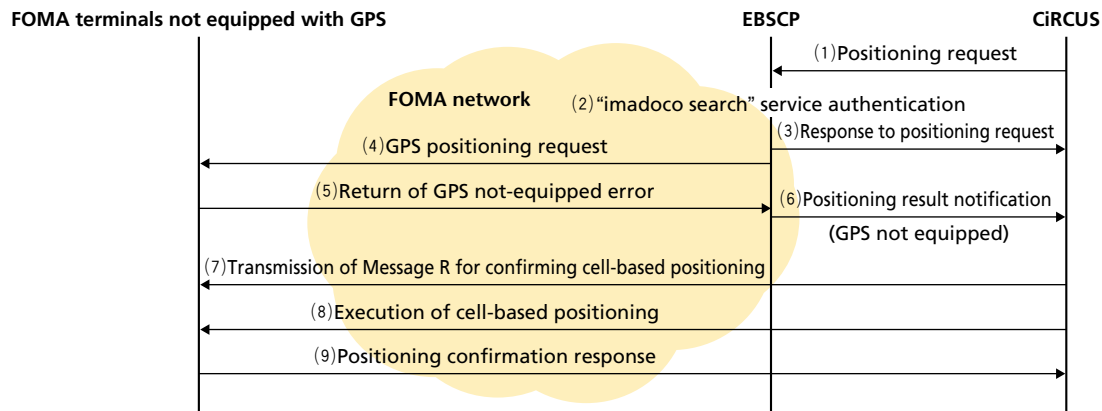 FOMA terminals not equipped with GPS
EBSCP
CiRCUS
(1)Positioning request
FOMA network
(2)“imadoco search” service authentication
(3)Response to positioning request
(4)GPS positioning request
(5)Return of GPS not-equipped error
(6)Positioning result notification
(GPS not equipped)
(7)Transmission of Message R for confirming cell-based positioning
(8)Execution of cell-based positioning
(9)Positioning confirmation response